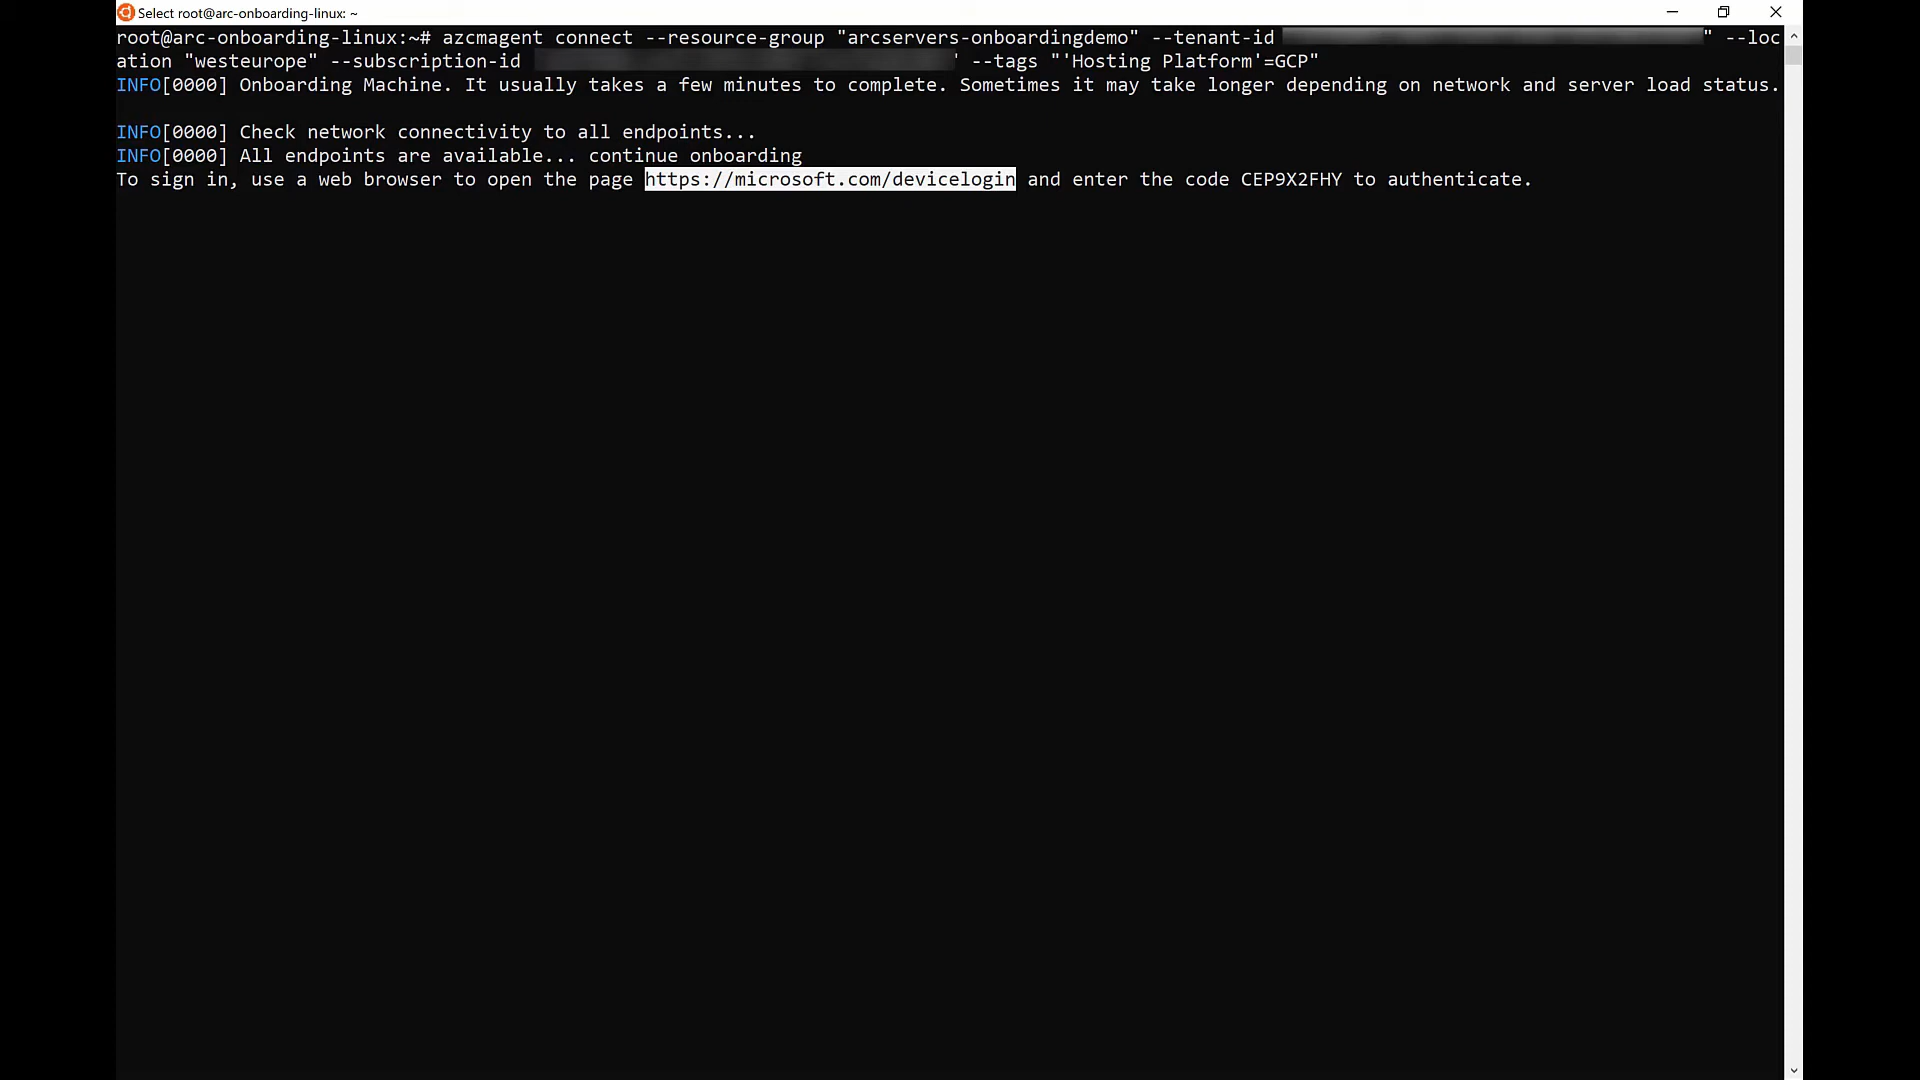 Select root@arc-onboarding-linux: ~
root@arc-onboarding-linux:~# azcmagent connect --resource-group "arcservers-onboardingdemo" --tenant-id " --loc
ation "westeurope" --subscription-id ' --tags "'Hosting Platform'=GCP"
INFO[0000] Onboarding Machine. It usually takes a few minutes to complete. Sometimes it may take longer depending on network and server load status.
INFO[0000] Check network connectivity to all endpoints...
INFO[0000] All endpoints are available... continue onboarding
To sign in, use a web browser to open the page https://microsoft.com/devicelogin and enter the code CEP9X2FHY to authenticate.